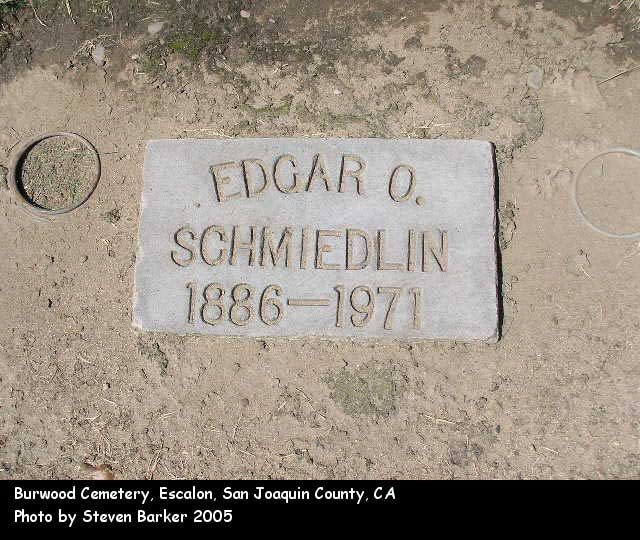 EDGAR O.
SCHMIEDLIN
1886—1971
Burwood Cemetery, Escalon, San Joaquin County, CA
Photo by Steven Barker 2005